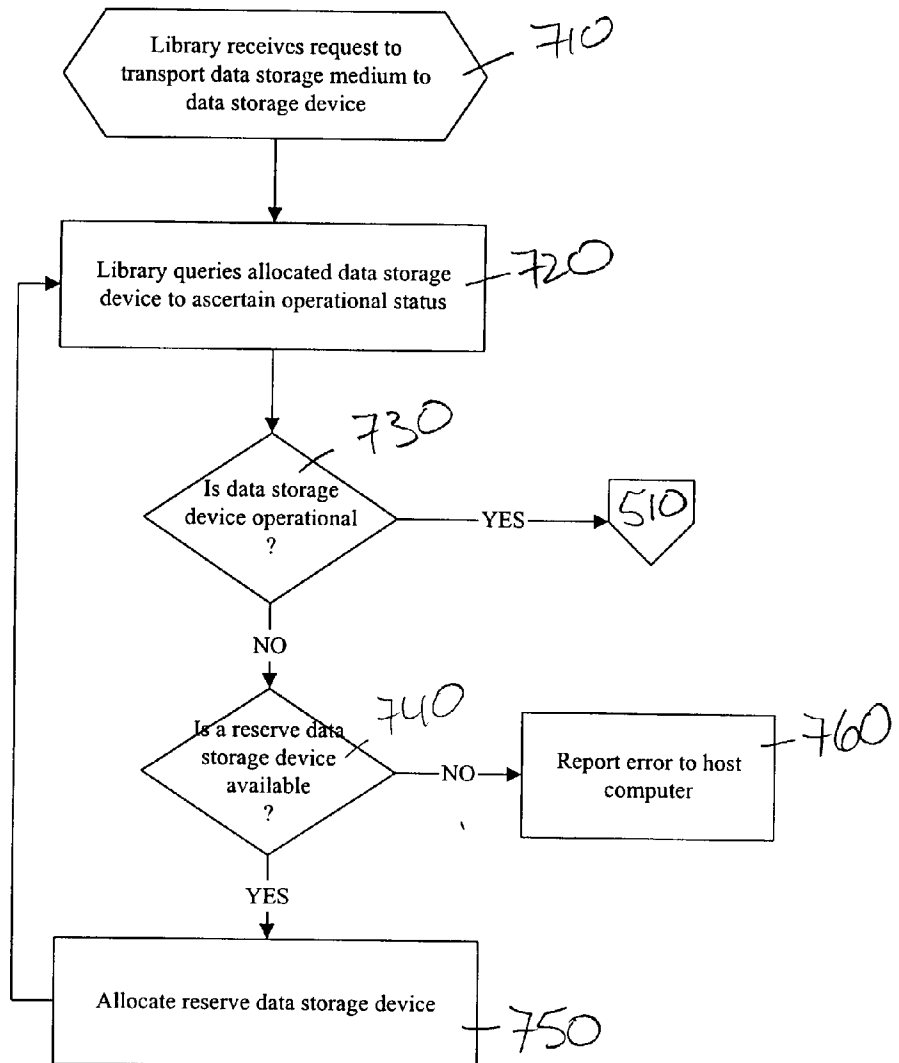 Library receives request to
transport data storage medium to
data storage device
710
Library queries allocated data storage
device to ascertain operational status
720
730
Is data storage
device operational
?
YES
510
NO
740
Is a reserve data
storage device
available
?
NO
Report error to host
computer
760
YES
Allocate reserve data storage device
750